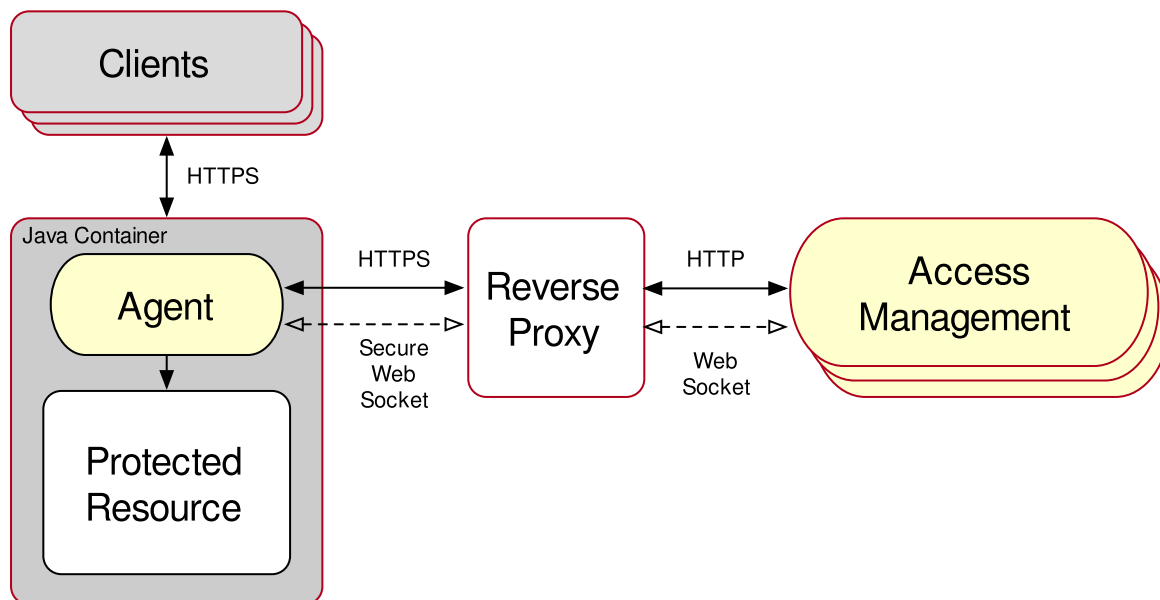 Clients
HTTPS
Java Container
Agent
HTTPS
Secure
Web
Socket
Reverse
Proxy
HTTP
Web
Socket
Access
Management
Protected
Resource